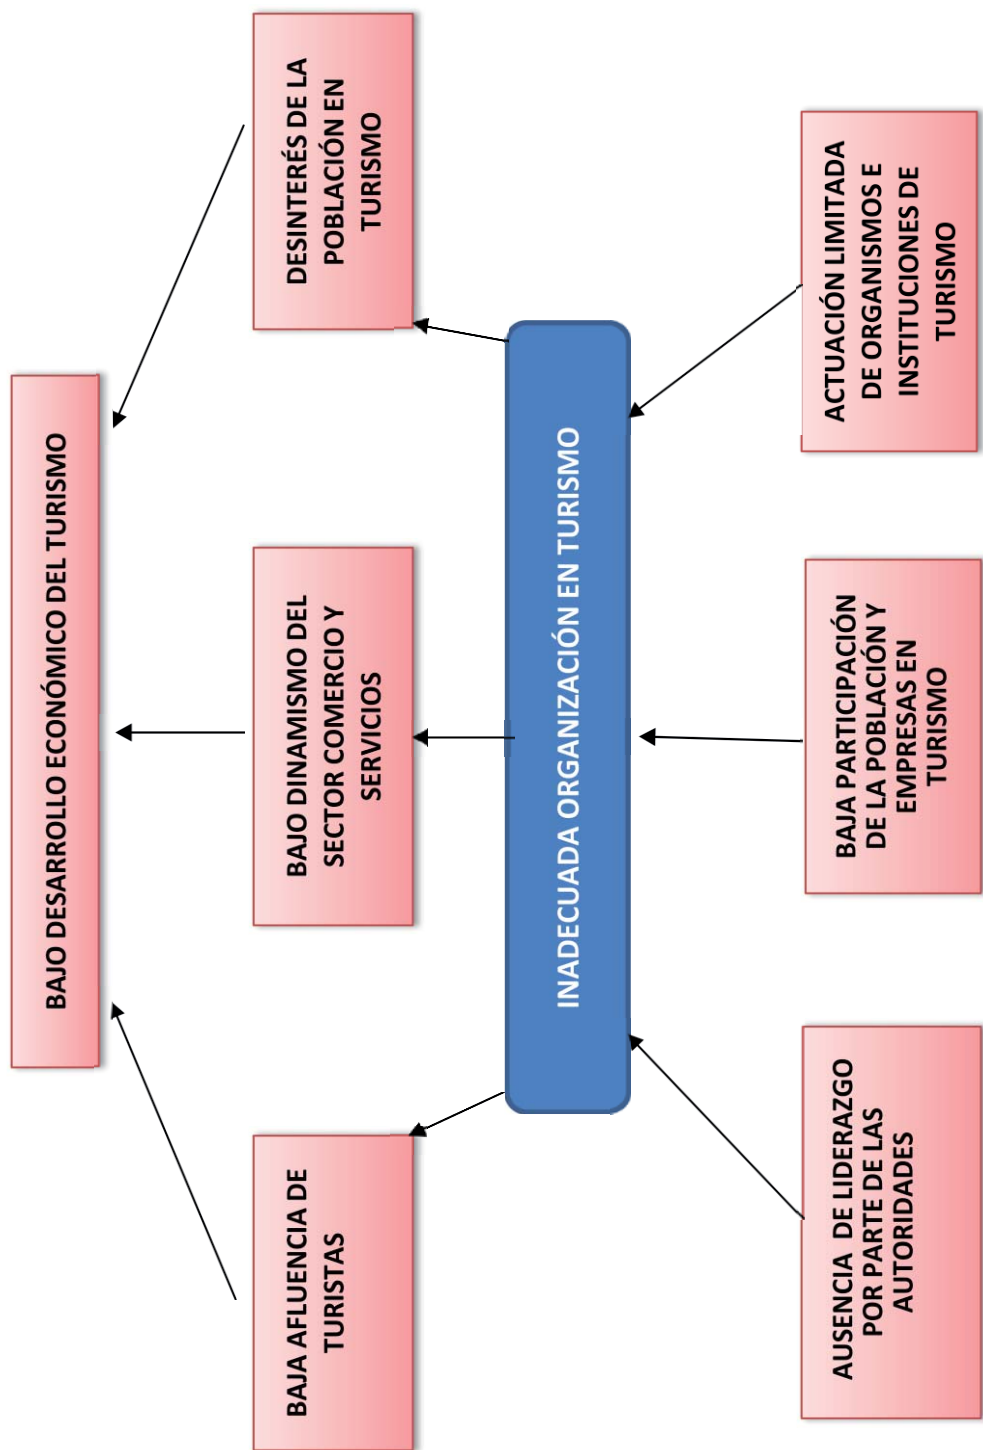 BAJO DESARROLLO ECONÓMICO DEL TURISMO
BAJA AFLUENCIA DE
TURISTAS
BAJO DINAMISMO DEL
SECTOR COMERCIO Y
SERVICIOS
DESINTERÉS DE LA
POBLACIÓN EN
TURISMO
INADECUADA ORGANIZACIÓN EN TURISMO
AUSENCIA DE LIDERAZGO
POR PARTE DE LAS
AUTORIDADES
BAJA PARTICIPACIÓN
DE LA POBLACIÓN Y
EMPRESAS EN
TURISMO
ACTUACIÓN LIMITADA
DE ORGANISMOS E
INSTITUCIONES DE
TURISMO